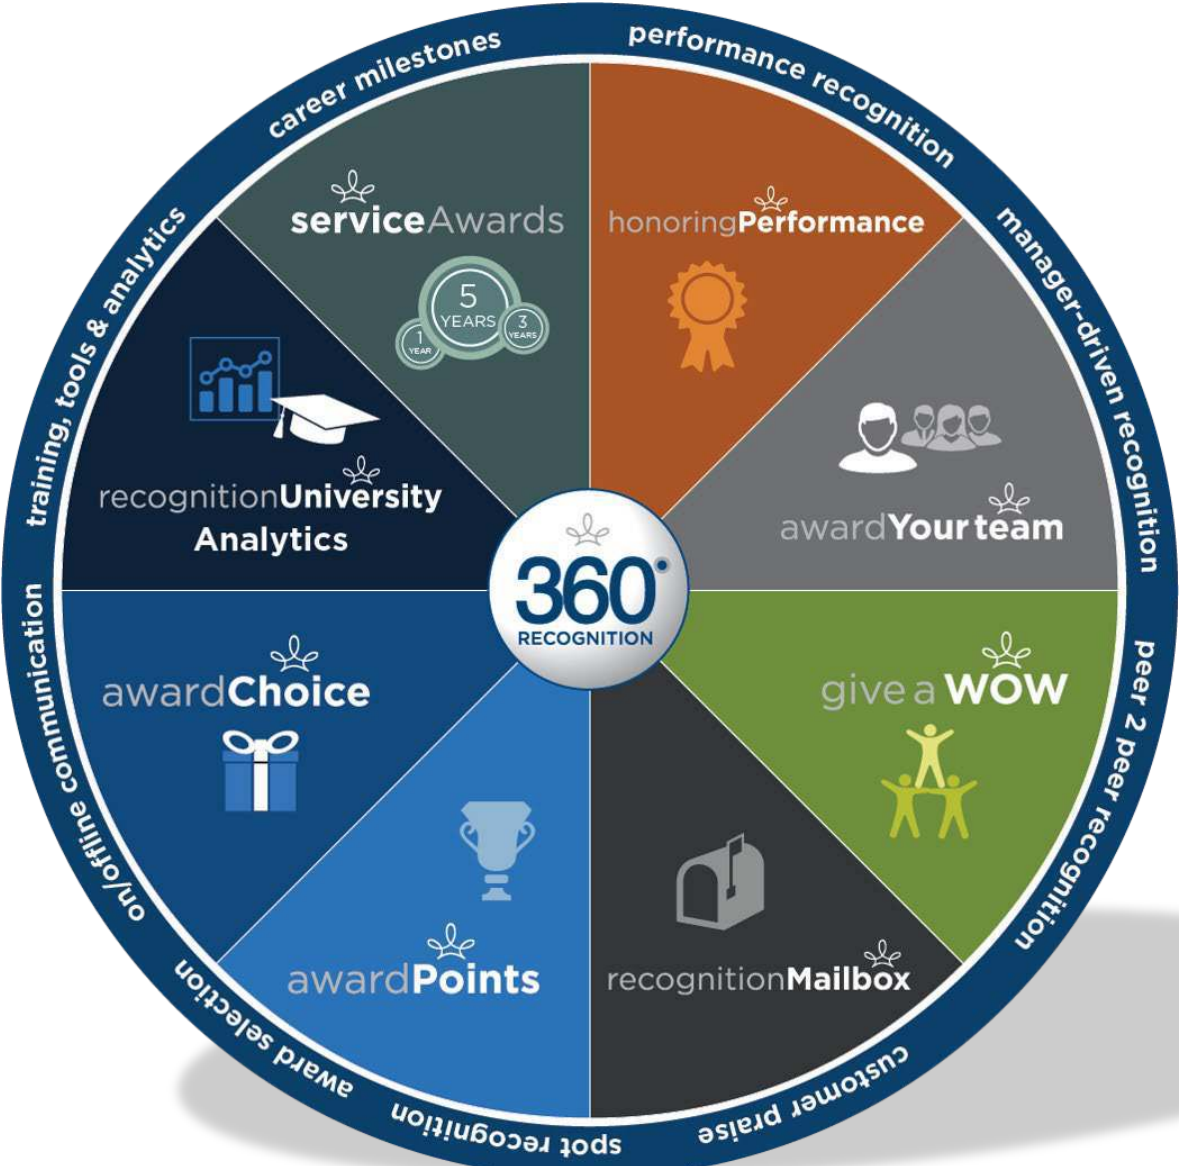 career milestones
performance recognition
manager-driven recognition
peer 2 peer recognition
customer praise
spot recognition
award selection
on/offline communication
training, tools & analytics
serviceAwards
5
YEARS
1
YEAR
3
YEARS
honoringPerformance
awardYour team
give a WOW
recognitionMailbox
awardPoints
awardChoice
recognitionUniversity
Analytics
360°
RECOGNITION